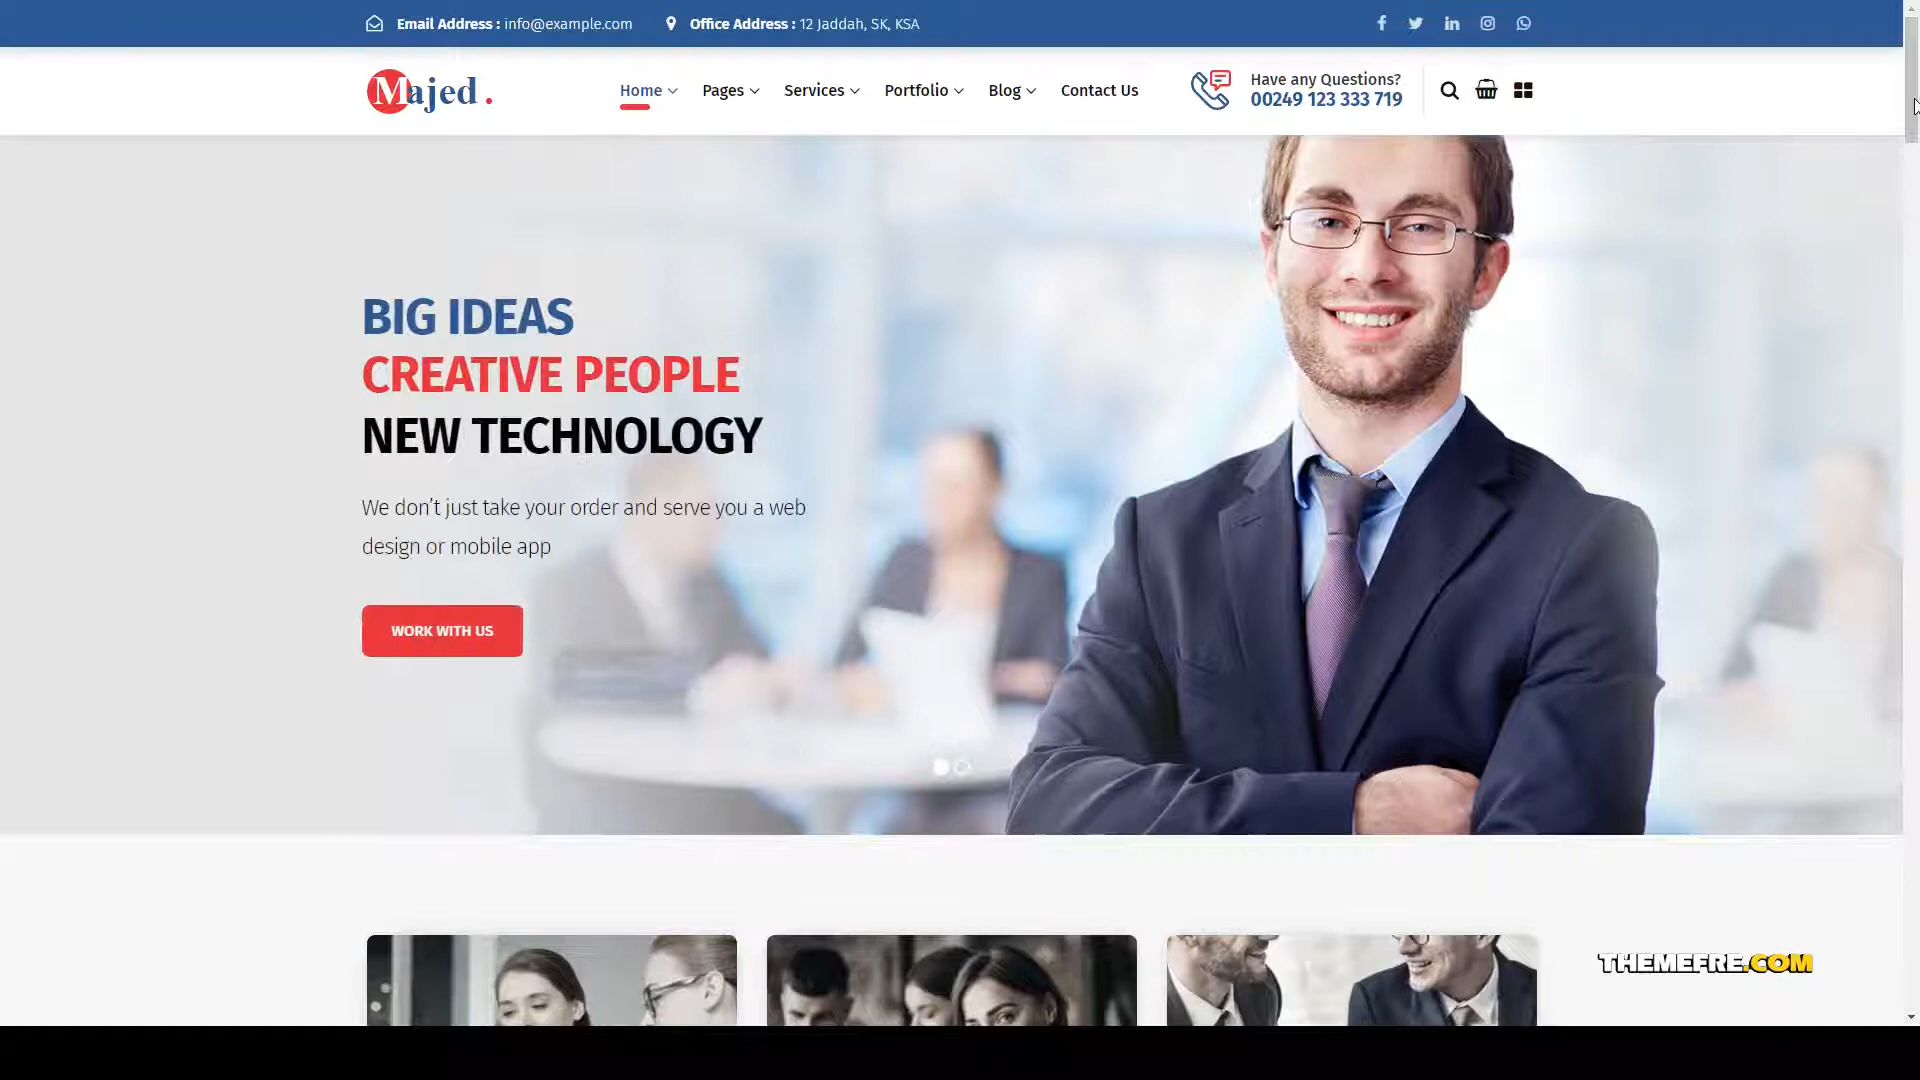 Email Address : info@example.com
Office Address : 12 Jaddah, SK, KSA
Majed .
Home
Pages
Services
Portfolio
Blog
Contact Us
Have any Questions?
00249 123 333 719
BIG IDEAS
CREATIVE PEOPLE
NEW TECHNOLOGY
We don’t just take your order and serve you a web
design or mobile app
WORK WITH US
THEMEFRE.COM